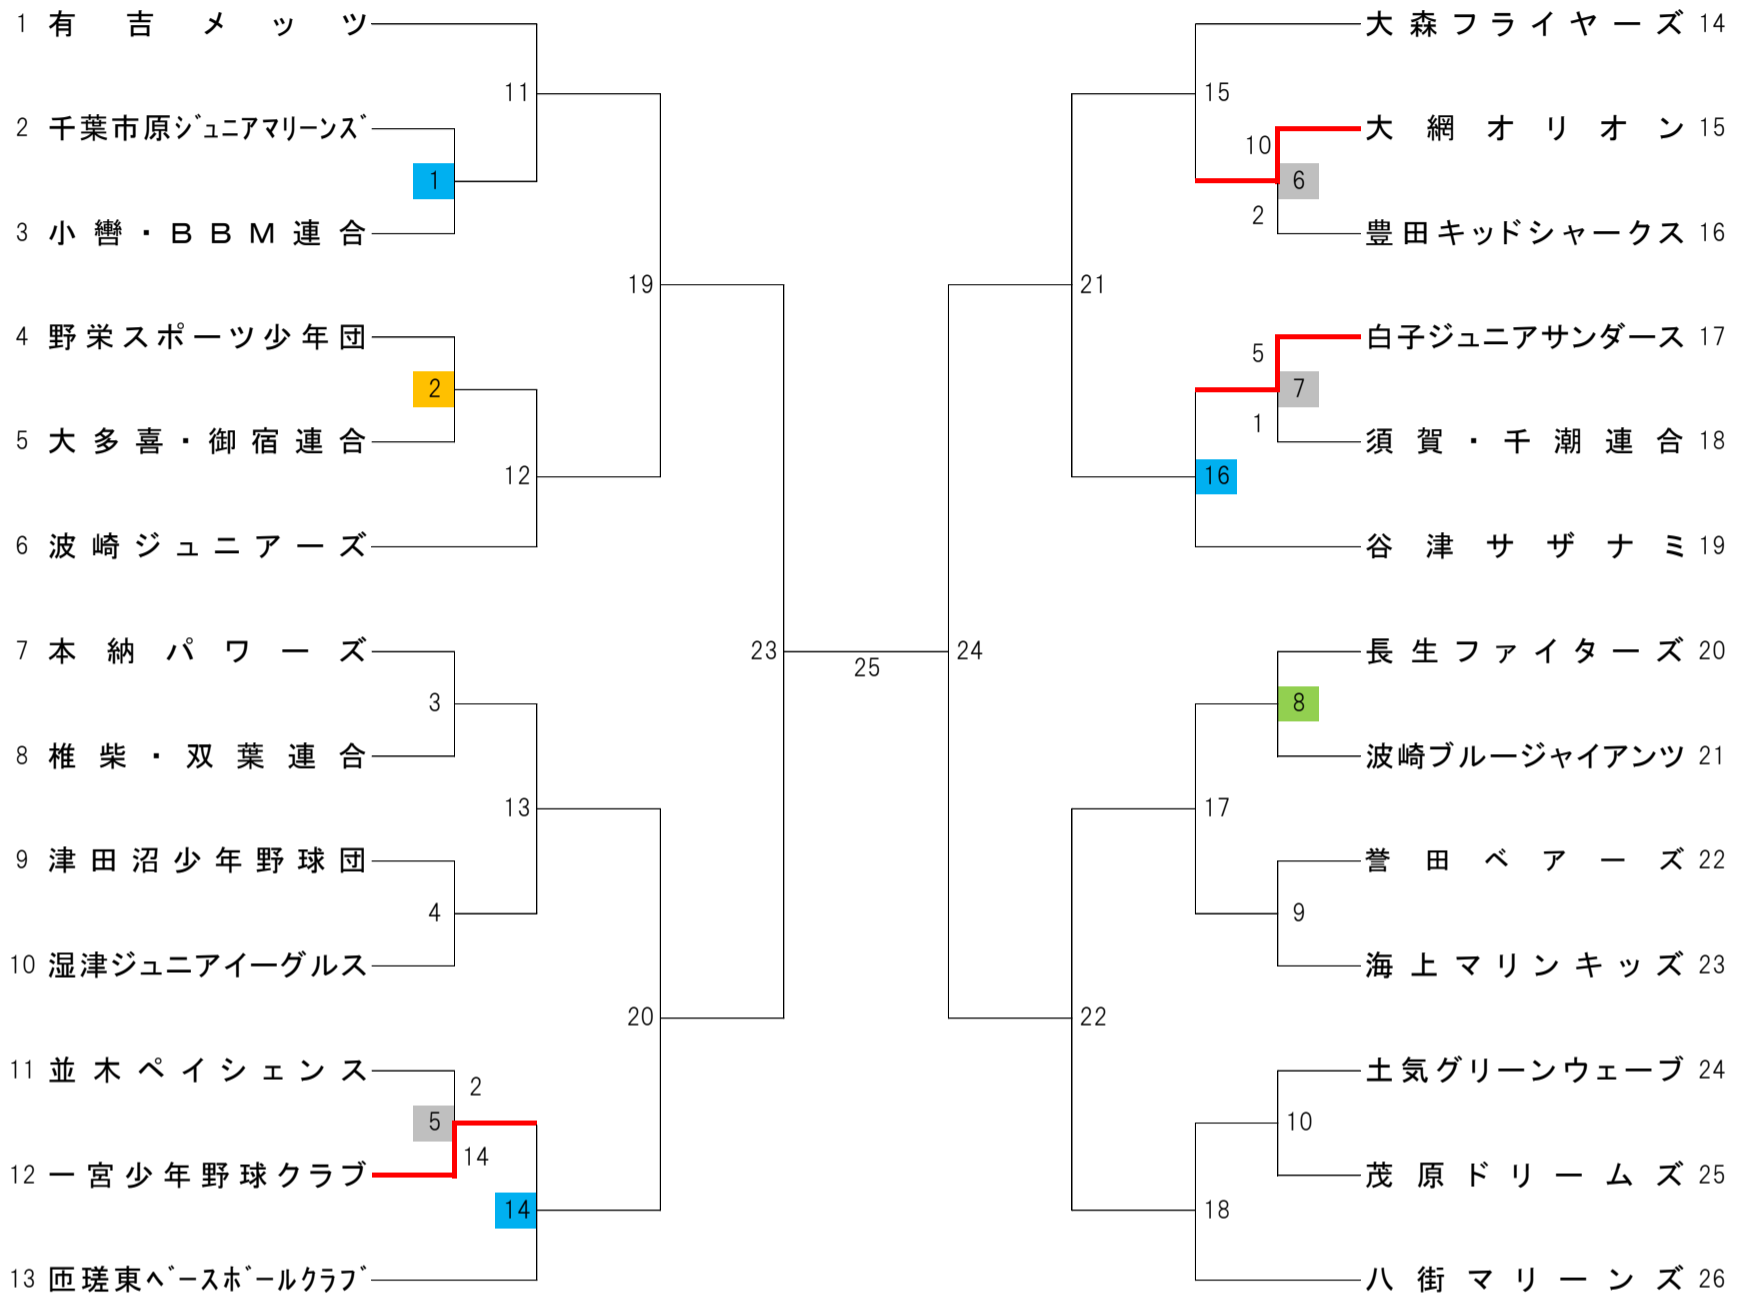 1 有吉メッツ
11
2 千葉市原ｼﾞｭﾆｱﾏﾘｰﾝｽﾞ
1
3 小轡・ＢＢＭ連合
19
4 野栄スポーツ少年団
2
5 大多喜・御宿連合
12
6 波崎ジュニアーズ
7 本納パワーズ
3
8 椎柴・双葉連合
13
9 津田沼少年野球団
4
10 湿津ジュニアイーグルス
20
11 並木ペイシェンス
2
5
14
12 一宮少年野球クラブ
14
13 匝瑳東ﾍﾞｰｽﾎﾞｰﾙｸﾗﾌﾞ
23
25
24
大森フライヤーズ 14
15
大網オリオン 15
10
6
2
豊田キッドシャークス 16
21
白子ジュニアサンダース 17
5
7
1
須賀・千潮連合 18
16
谷津サザナミ 19
長生ファイターズ 20
8
波崎ブルージャイアンツ 21
17
誉田ベアーズ 22
9
海上マリンキッズ 23
22
土気グリーンウェーブ 24
10
茂原ドリームズ 25
18
八街マリーンズ 26